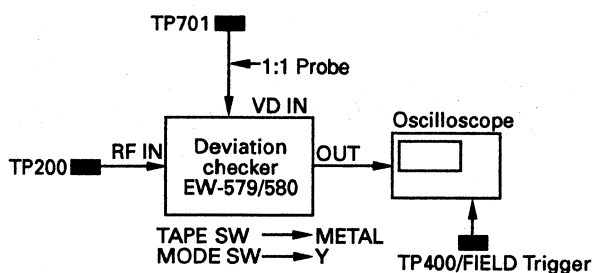 TP701
1:1 Probe
VD IN
Oscilloscope
TP200
RF IN
Deviation
checker
EW-579/580
OUT
TAPE SW METAL
MODE SW Y
TP400/FIELD Trigger